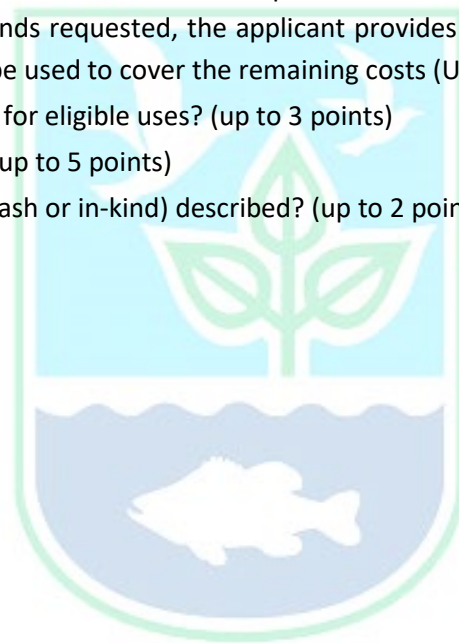 nds requested, the applicant provides
be used to cover the remaining costs (U
for eligible uses? (up to 3 points)
up to 5 points)
ash or in-kind) described? (up to 2 poin